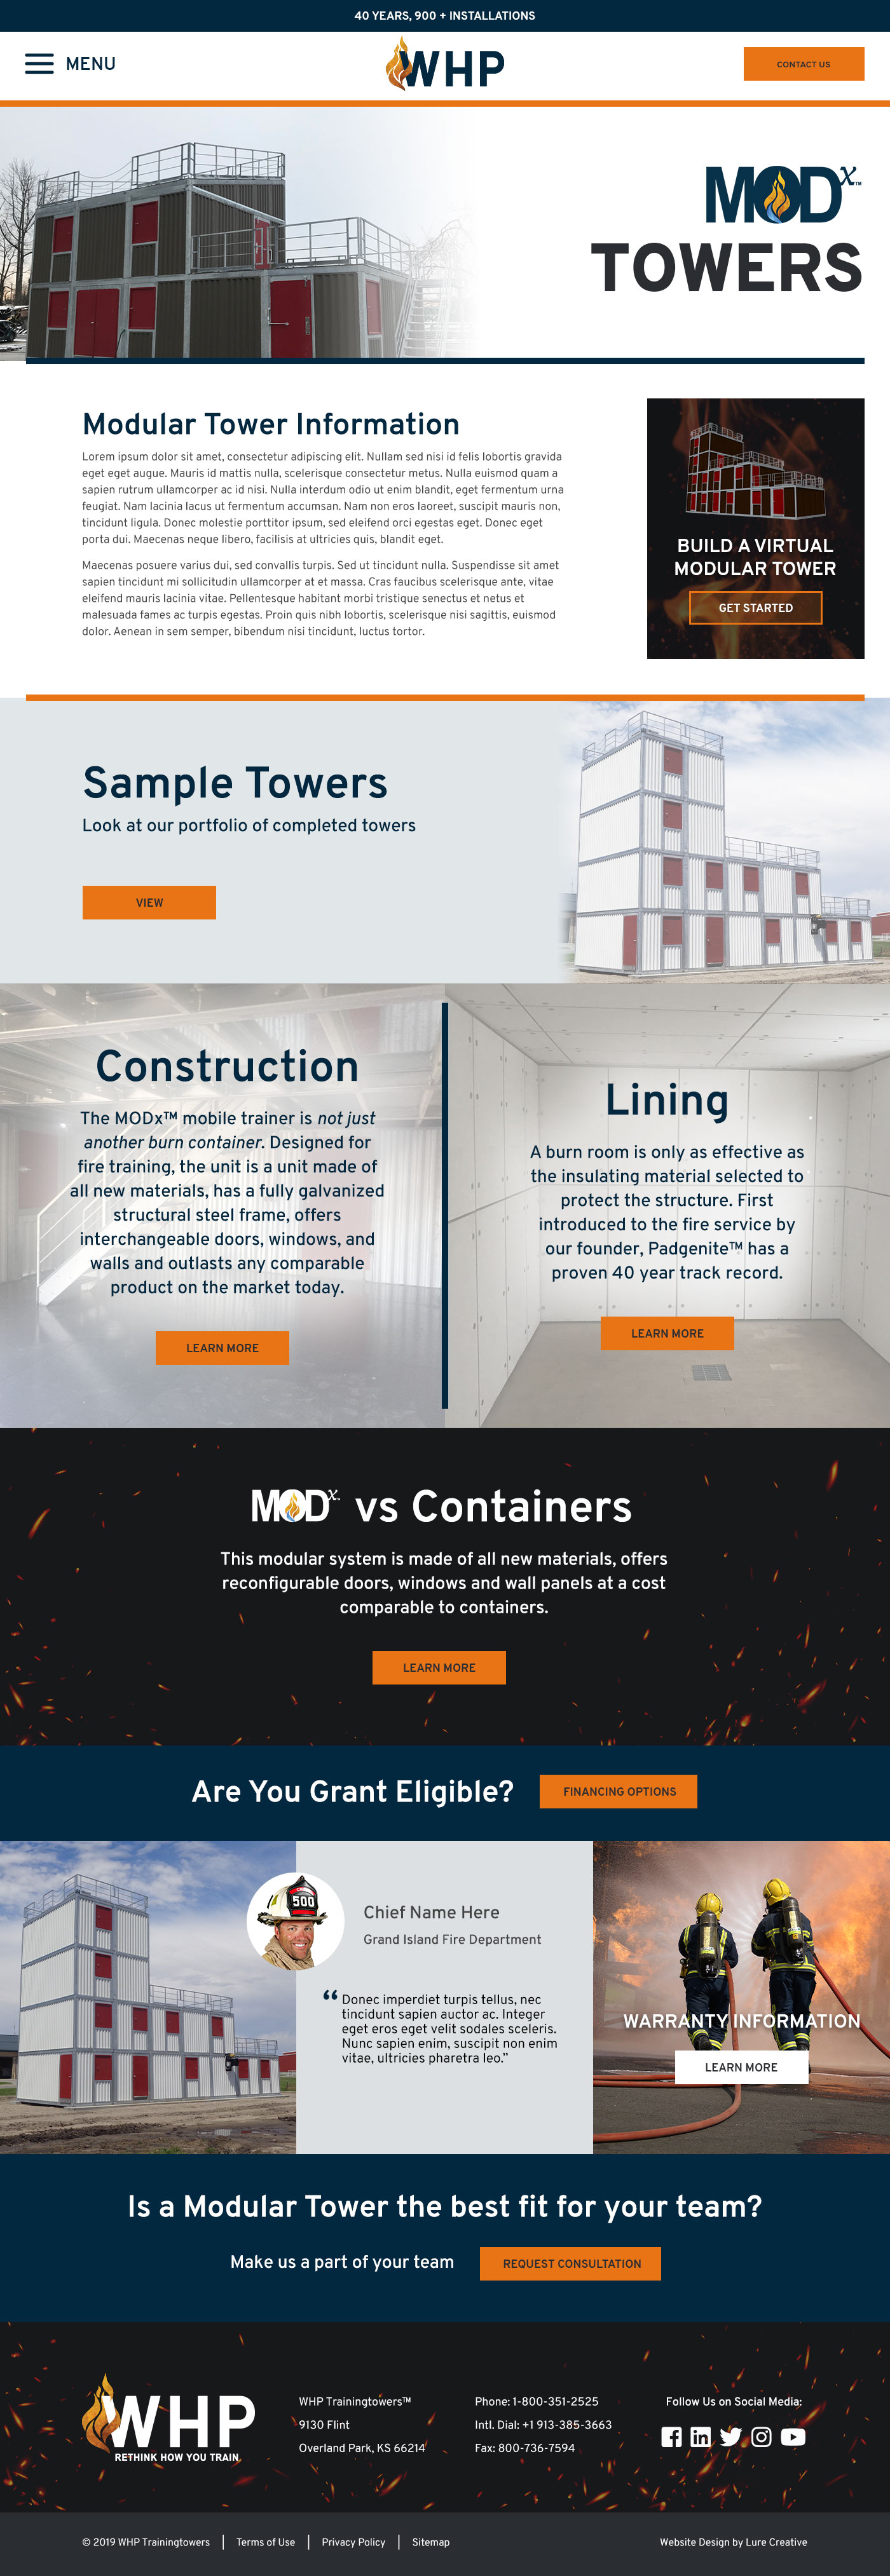 40 YEARS, 900 + INSTALLATIONS
MENU
WHP
CONTACT US
MODx™
TOWERS
Modular Tower Information
Lorem ipsum dolor sit amet, consectetur adipiscing elit. Nullam sed nisi id felis lobortis gravida
eget eget augue. Mauris id mattis nulla, scelerisque consectetur metus. Nulla euismod quam a
sapien rutrum ullamcorper ac id nisi. Nulla interdum odio ut enim blandit, eget fermentum urna
feugiat. Nam lacinia lacus ut fermentum accumsan. Nam non eros laoreet, suscipit mauris non,
tincidunt ligula. Donec molestie porttitor ipsum, sed eleifend orci egestas eget. Donec eget
porta dui. Maecenas neque libero, facilisis at ultricies quis, blandit eget.
Maecenas posuere varius dui, sed convallis turpis. Sed ut tincidunt nulla. Suspendisse sit amet
sapien tincidunt mi sollicitudin ullamcorper at et massa. Cras faucibus scelerisque ante, vitae
eleifend mauris lacinia vitae. Pellentesque habitant morbi tristique senectus et netus et
malesuada fames ac turpis egestas. Proin quis nibh lobortis, scelerisque nisi sagittis, euismod
dolor. Aenean in sem semper, bibendum nisi tincidunt, luctus tortor.
BUILD A VIRTUAL
MODULAR TOWER
GET STARTED
Sample Towers
Look at our portfolio of completed towers
VIEW
Construction
The MODx™ mobile trainer is not just
another burn container. Designed for
fire training, the unit is a unit made of
all new materials, has a fully galvanized
structural steel frame, offers
interchangeable doors, windows, and
walls and outlasts any comparable
product on the market today.
LEARN MORE
Lining
A burn room is only as effective as
the insulating material selected to
protect the structure. First
introduced to the fire service by
our founder, Padgenite™ has a
proven 40 year track record.
LEARN MORE
MODx™ vs Containers
This modular system is made of all new materials, offers
reconfigurable doors, windows and wall panels at a cost
comparable to containers.
LEARN MORE
Are You Grant Eligible?
FINANCING OPTIONS
500
Chief Name Here
Grand Island Fire Department
“Donec imperdiet turpis tellus, nec
tincidunt sapien auctor ac. Integer
eget eros eget velit sodales sceleris.
Nunc sapien enim, suscipit non enim
vitae, ultricies pharetra leo.”
WARRANTY INFORMATION
LEARN MORE
Is a Modular Tower the best fit for your team?
Make us a part of your team
REQUEST CONSULTATION
WHP
RETHINK HOW YOU TRAIN
WHP Trainingtowers™
9130 Flint
Overland Park, KS 66214
Phone: 1-800-351-2525
Intl. Dial: +1 913-385-3663
Fax: 800-736-7594
Follow Us on Social Media:
© 2019 WHP Trainingtowers | Terms of Use | Privacy Policy | Sitemap
Website Design by Lure Creative